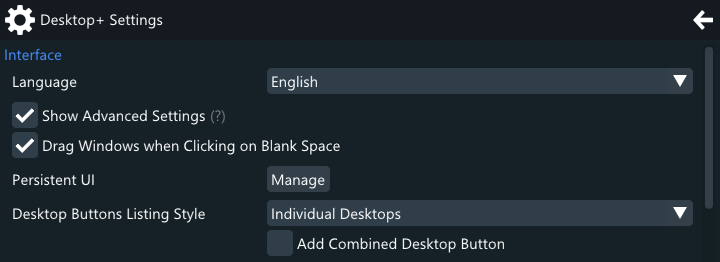 Desktop+ Settings
Interface
Language English
Show Advanced Settings (?)
Drag Windows when Clicking on Blank Space
Persistent UI Manage
Desktop Buttons Listing Style Individual Desktops
Add Combined Desktop Button